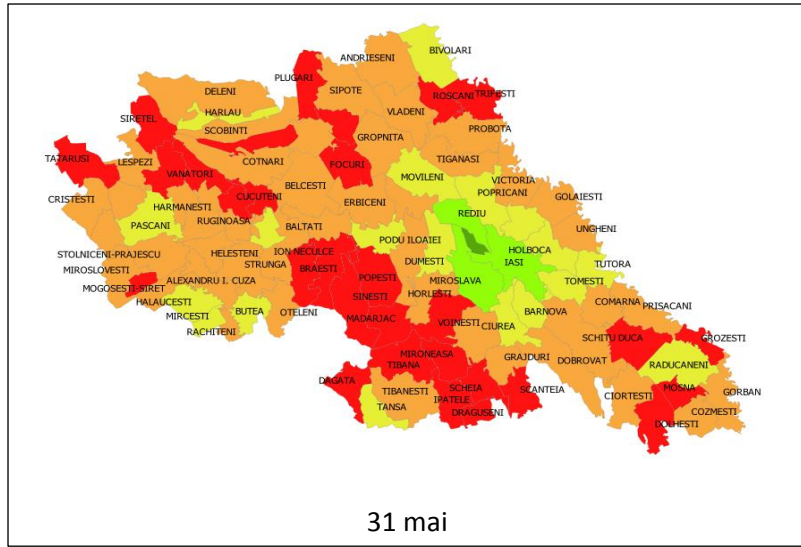 BIVOLARI
ANDRIESENI
PLUGARI
DELENI
SIPOTE
ROSCANI
TRIFESTI
HARLAU
VLADENI
SIRETEL
SCOBINTI
PROBOTA
GROPNITA
TATARUSI
LESPEZI
COTNARI
TIGANASI
VANATORI
FOCURI
MOVILENI
VICTORIA
BELCESTI
POPRICANI
CRISTESTI
CUCUTENI
GOLAIESTI
HARMANESTI
ERBICENI
REDIU
RUGINOASA
PASCANI
BALTATI
UNGHENI
PODU ILOAIEI
HOLBOCA
STOLNICENI-PRAJESCU
HELESTENI
ION NECULCE
IASI
STRUNGA
DUMESTI
TUTORA
MIROSLOVESTI
BRAESTI
ALEXANDRU I. CUZA
POPESTI
MIROSLAVA
TOMESTI
MOGOSESTI-SIRET
HORLESTI
HALAUCESTI
SINESTI
COMARNA
PRISACANI
MIRCESTI
BUTEA
OTELENI
BARNOVA
MADARJAC
VOINESTI
CIUREA
RACHITENI
SCHITU DUCA
GROZESTI
MIRONEASA
GRAJDURI
DOBROVAT
TIBANA
RADUCANENI
DAGATA
SCHEIA
SCANTEIA
MOSNA
TIBANESTI
GORBAN
IPATELE
CIORTESTI
TANSA
DRAGUSENI
COZMESTI
DOLHESTI
31 mai